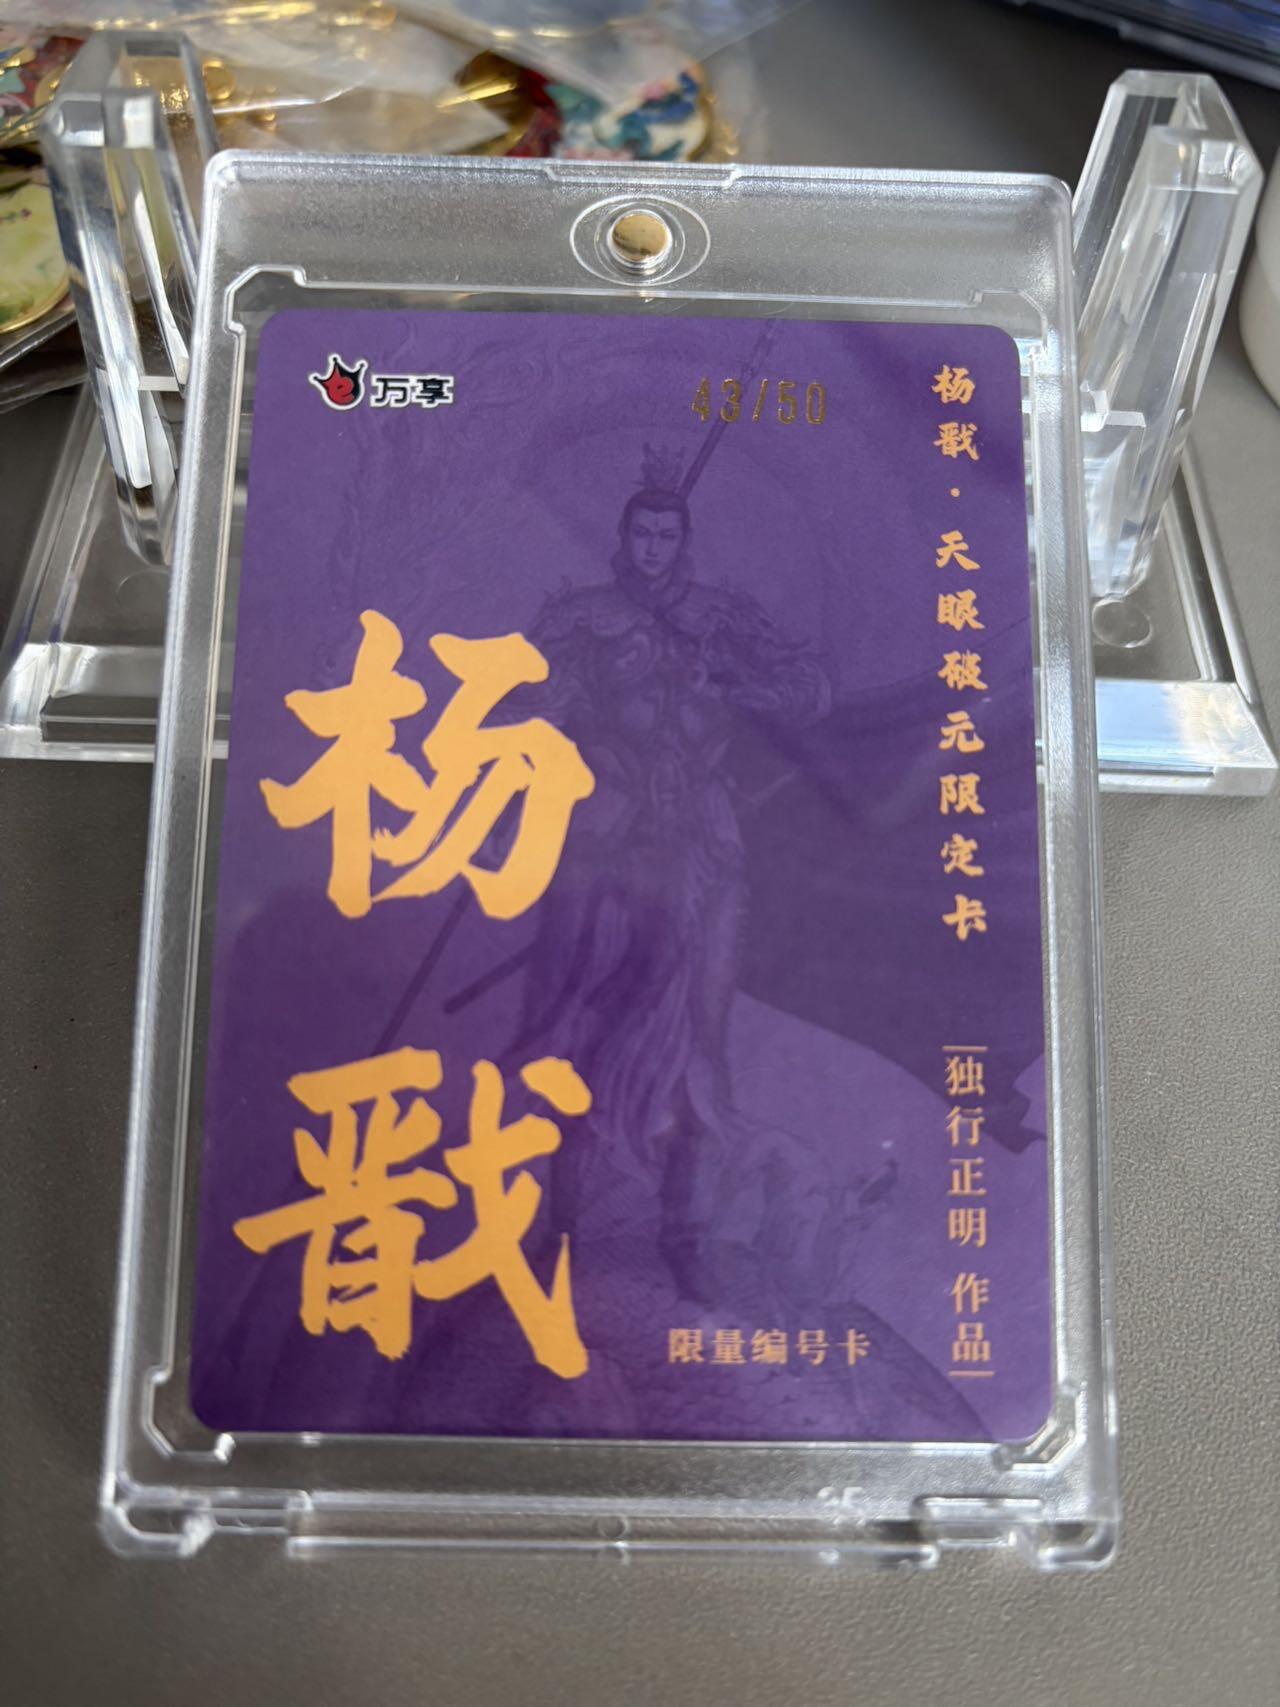 万享
43/50
杨戬·天眼破元限定卡
杨戬
独行正明 作品
限量编号卡
35